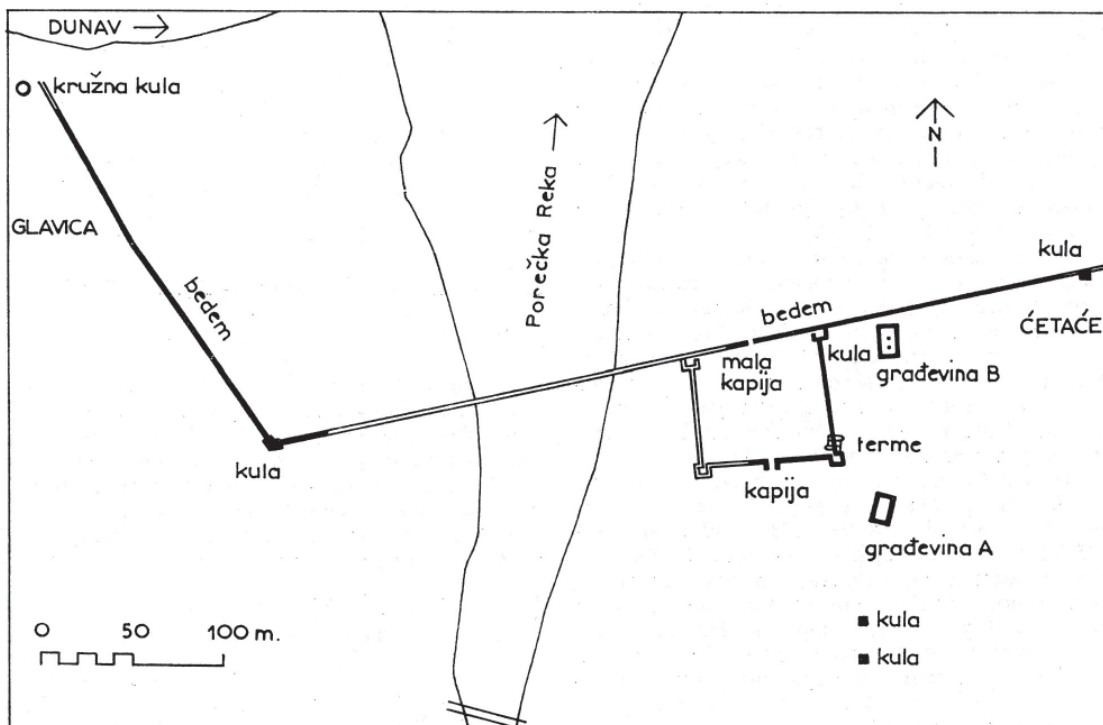 DUNAV
kružna kula
GLAVICA
bedem
Porečka Reka
N
kula
ĆETAĆE
bedem
mala
kapija
kula
građevina B
terme
kula
kapija
građevina A
0 50 100 m.
kula
kula